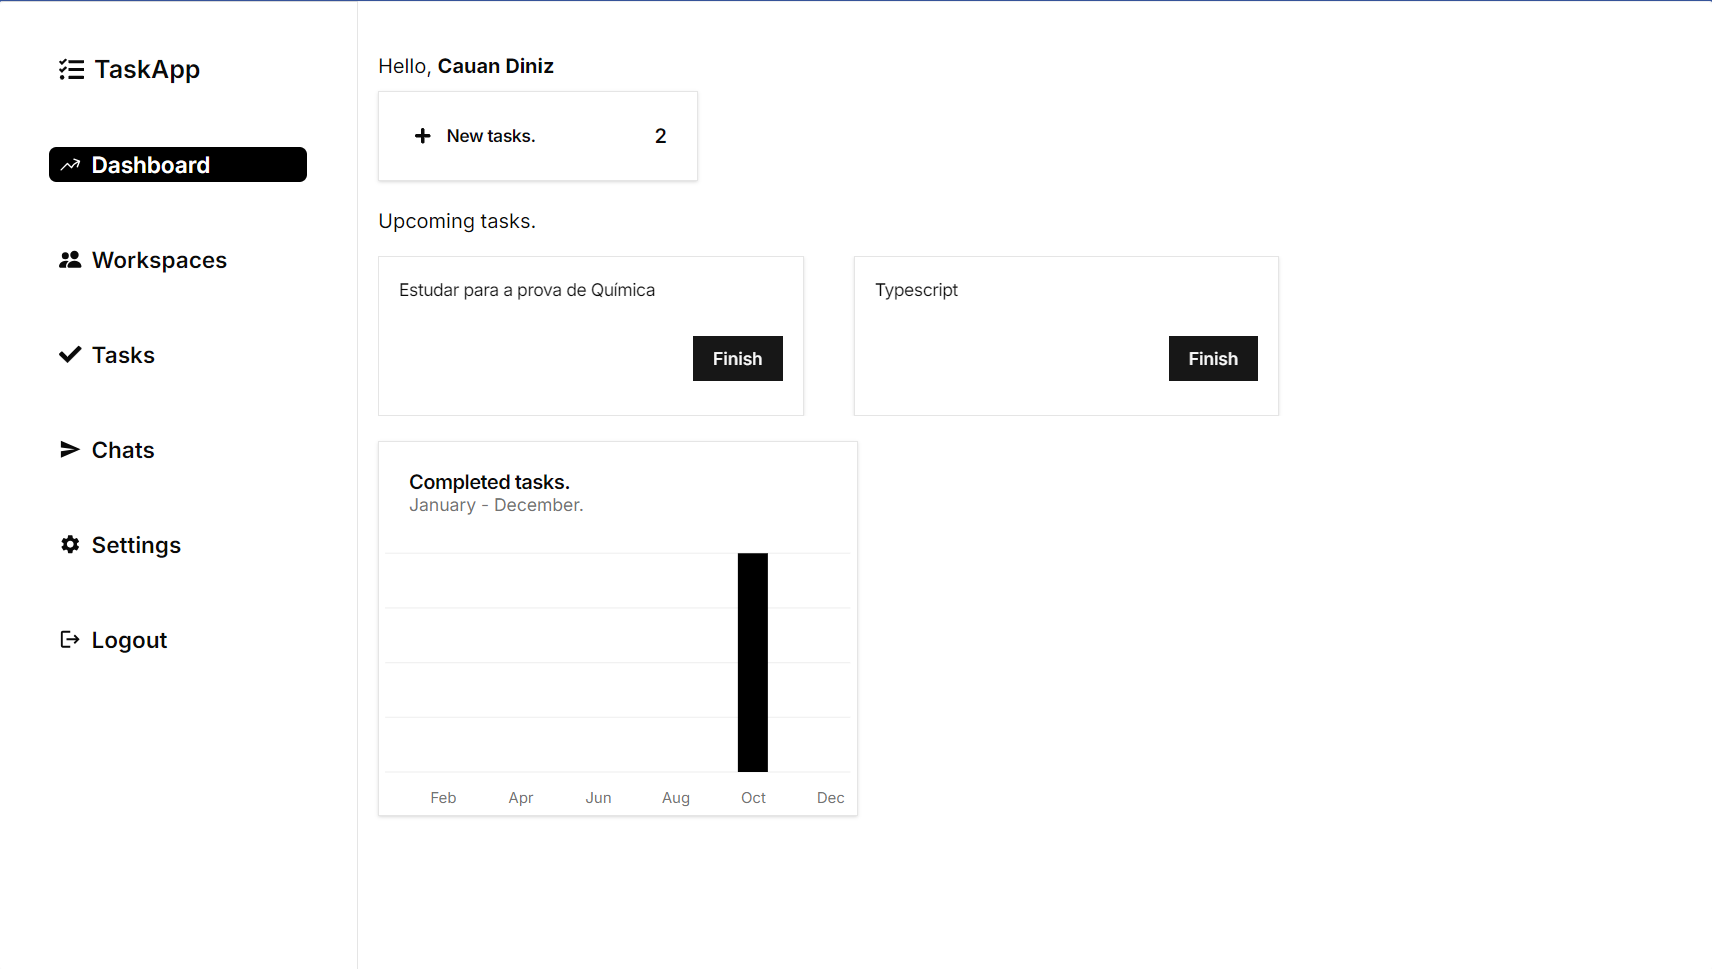 TaskApp
Dashboard
Workspaces
Tasks
Chats
Settings
Logout
Hello, Cauan Diniz
New tasks. 2
Upcoming tasks.
Estudar para a prova de Química
Finish
Typescript
Finish
Completed tasks.
January - December.
Feb Apr Jun Aug Oct Dec